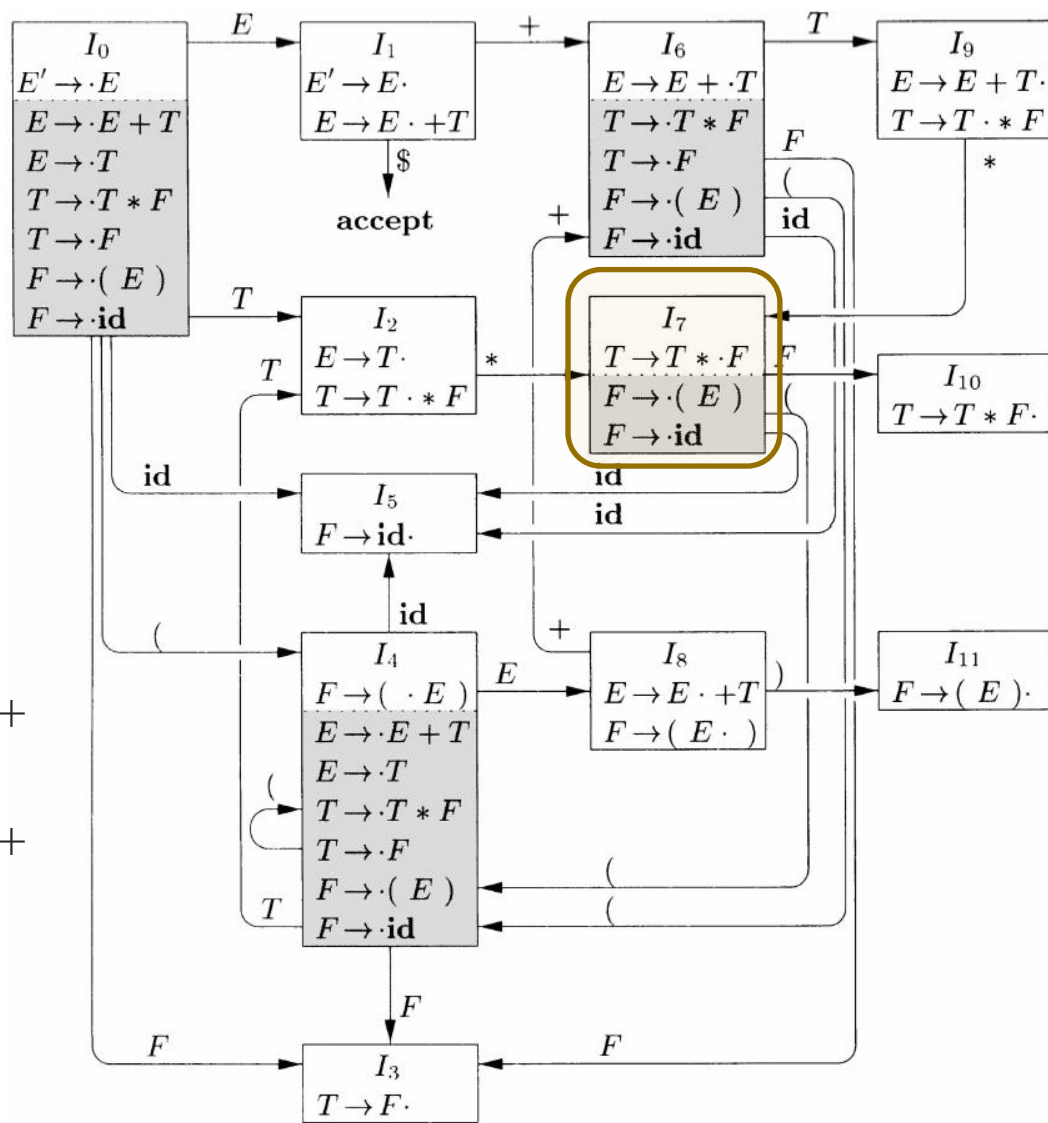 I₀
E′ → ·E
E → ·E + T
E → ·T
T → ·T * F
T → ·F
F → ·( E )
F → ·id
E
I₁
E′ → E·
E → E· +T
$
accept
+
I₆
E → E + ·T
T → ·T * F
T → ·F
F → ·( E )
F → ·id
T
I₉
E → E + T·
T → T· * F
*
F
(
id
+
T
I₂
E → T·
T → T· * F
T
*
I₇
T → T * ·F
F → ·( E )
F → ·id
F
(
I₁₀
T → T * F·
id
I₅
F → id·
id
id
id
(
I₄
F → ( ·E )
E → ·E + T
E → ·T
T → ·T * F
T → ·F
F → ·( E )
F → ·id
E
+
I₈
E → E· +T
F → ( E· )
)
I₁₁
F → ( E )·
+
+
(
T
(
(
F
F
I₃
T → F·
F